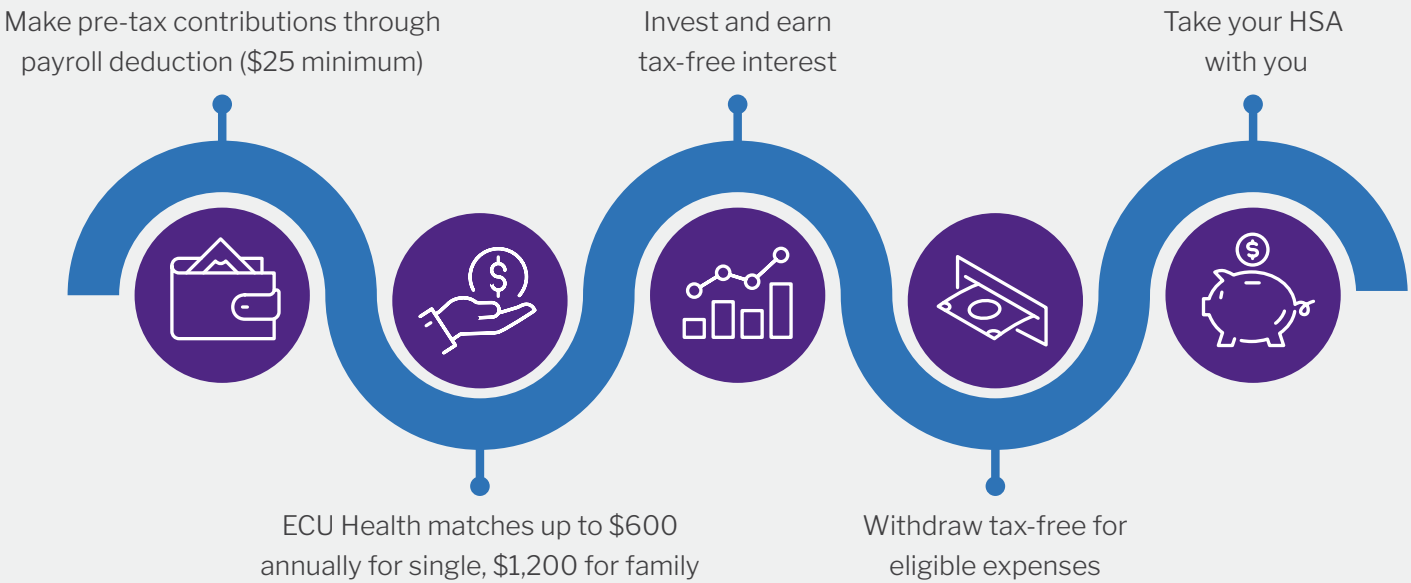 Make pre-tax contributions through
payroll deduction ($25 minimum)
ECU Health matches up to $600
annually for single, $1,200 for family
Invest and earn
tax-free interest
Withdraw tax-free for
eligible expenses
Take your HSA
with you
$
$